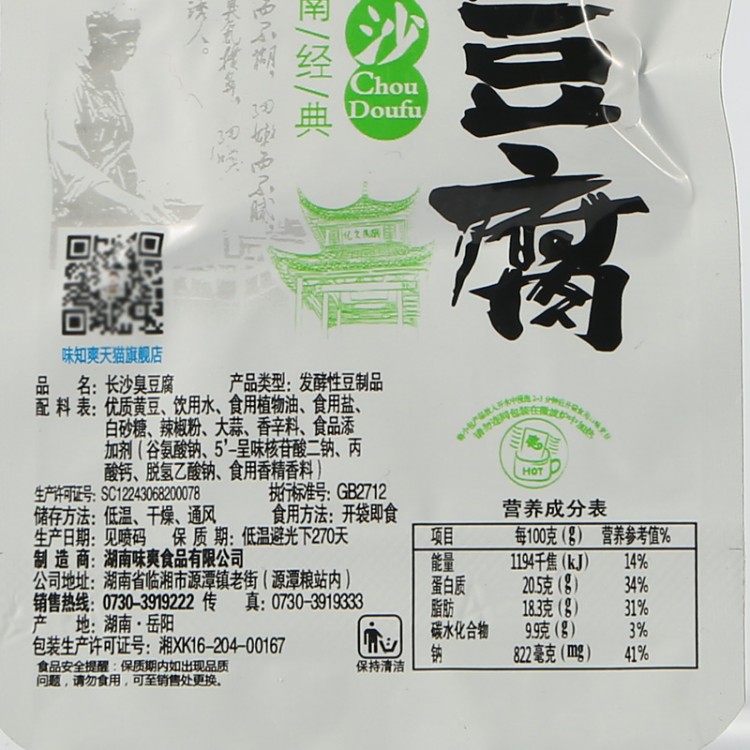 诱人。
南/经/典
沙
Chou
Doufu
豆腐
味知爽天猫旗舰店
品 名：长沙臭豆腐 产品类型：发酵性豆制品
配 料 表：优质黄豆、饮用水、食用植物油、食用盐、
白砂糖、辣椒粉、大蒜、香辛料、食品添
加剂（谷氨酸钠、5'-呈味核苷酸二钠、丙
酸钙、脱氢乙酸钠、食用香精香料）
生产许可证号：SC12243068200078 执行标准号：GB2712
储存方法：低温、干燥、通风 食用方法：开袋即食
生产日期：见喷码 保 质 期：低温避光下270天
制 造 商：湖南味爽食品有限公司
公司地址：湖南省临湘市源潭镇老街（源潭粮站内）
销售热线：0730-3919222 传 真：0730-3919333
产 地：湖南·岳阳
包装生产许可证号：湘XK16-204-00167
食品安全提醒：保质期内如出现品质
问题，请勿食用，可至销售处更换。
保持清洁
请勿连同包装在微波炉中加热
HOT
营养成分表
项目 每100克（g） 营养参考值%
能量 1194千焦（kJ） 14%
蛋白质 20.5克（g） 34%
脂肪 18.3克（g） 31%
碳水化合物 9.9克（g） 3%
钠 822毫克（mg） 41%